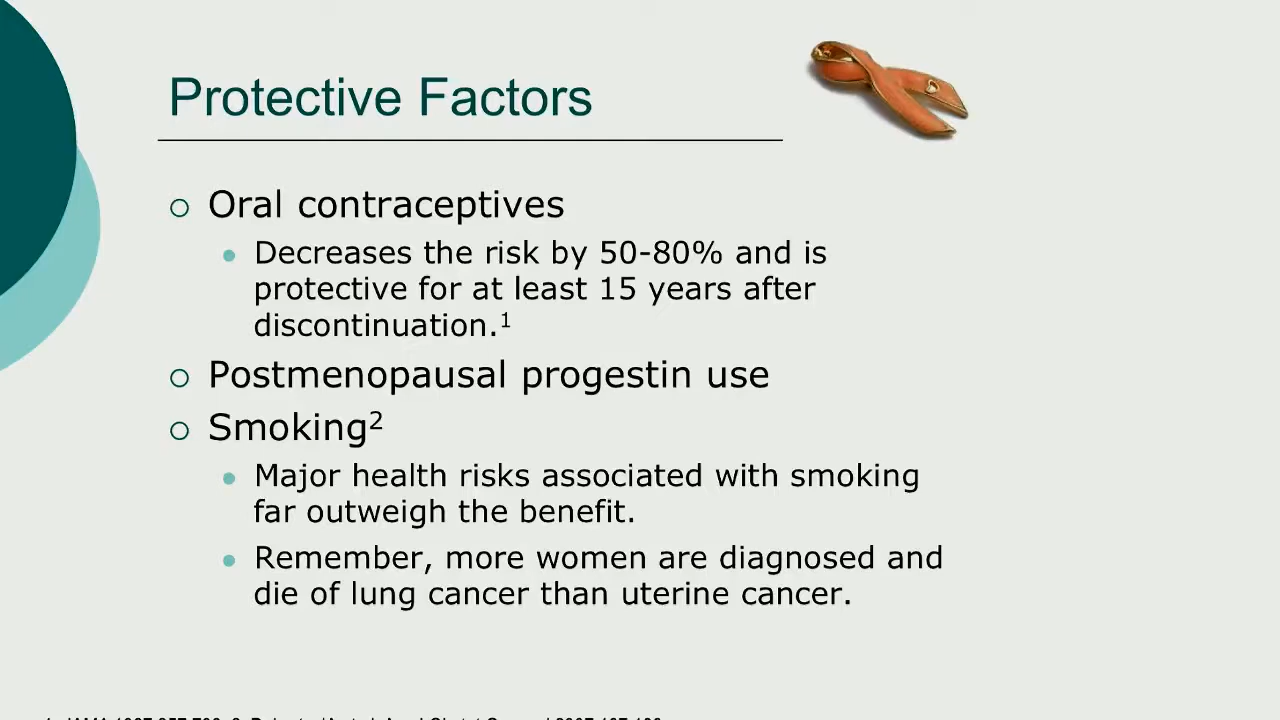 Protective Factors
Oral contraceptives
Decreases the risk by 50-80% and is
protective for at least 15 years after
discontinuation.¹
Postmenopausal progestin use
Smoking²
Major health risks associated with smoking
far outweigh the benefit.
Remember, more women are diagnosed and
die of lung cancer than uterine cancer.